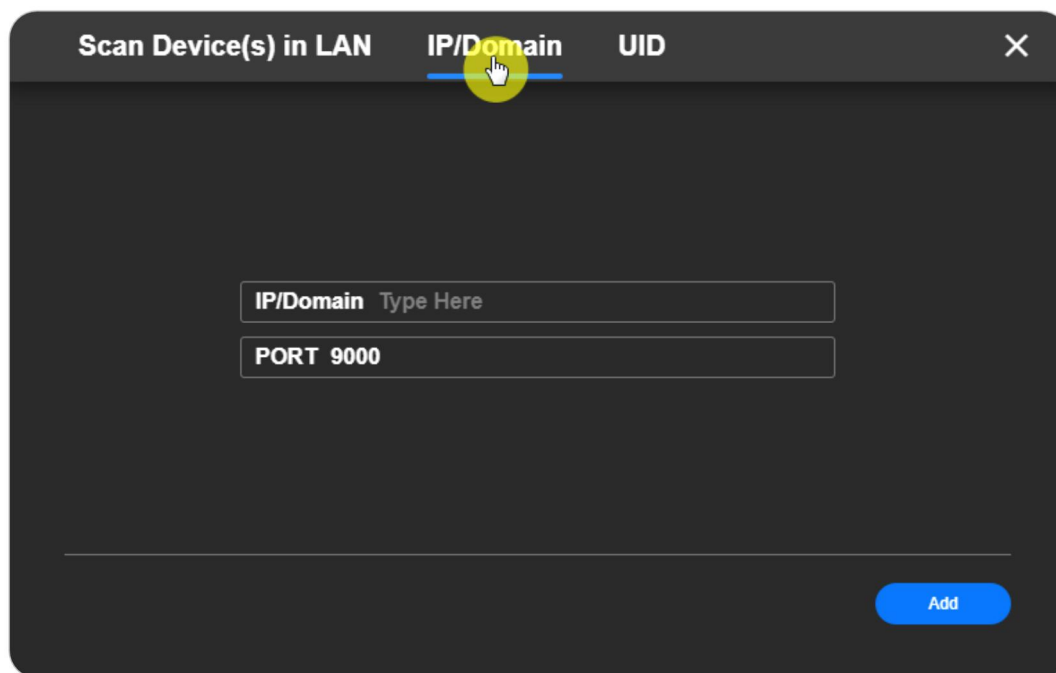 Scan Device(s) in LAN IP/Domain UID
IP/Domain Type Here
PORT 9000
Add